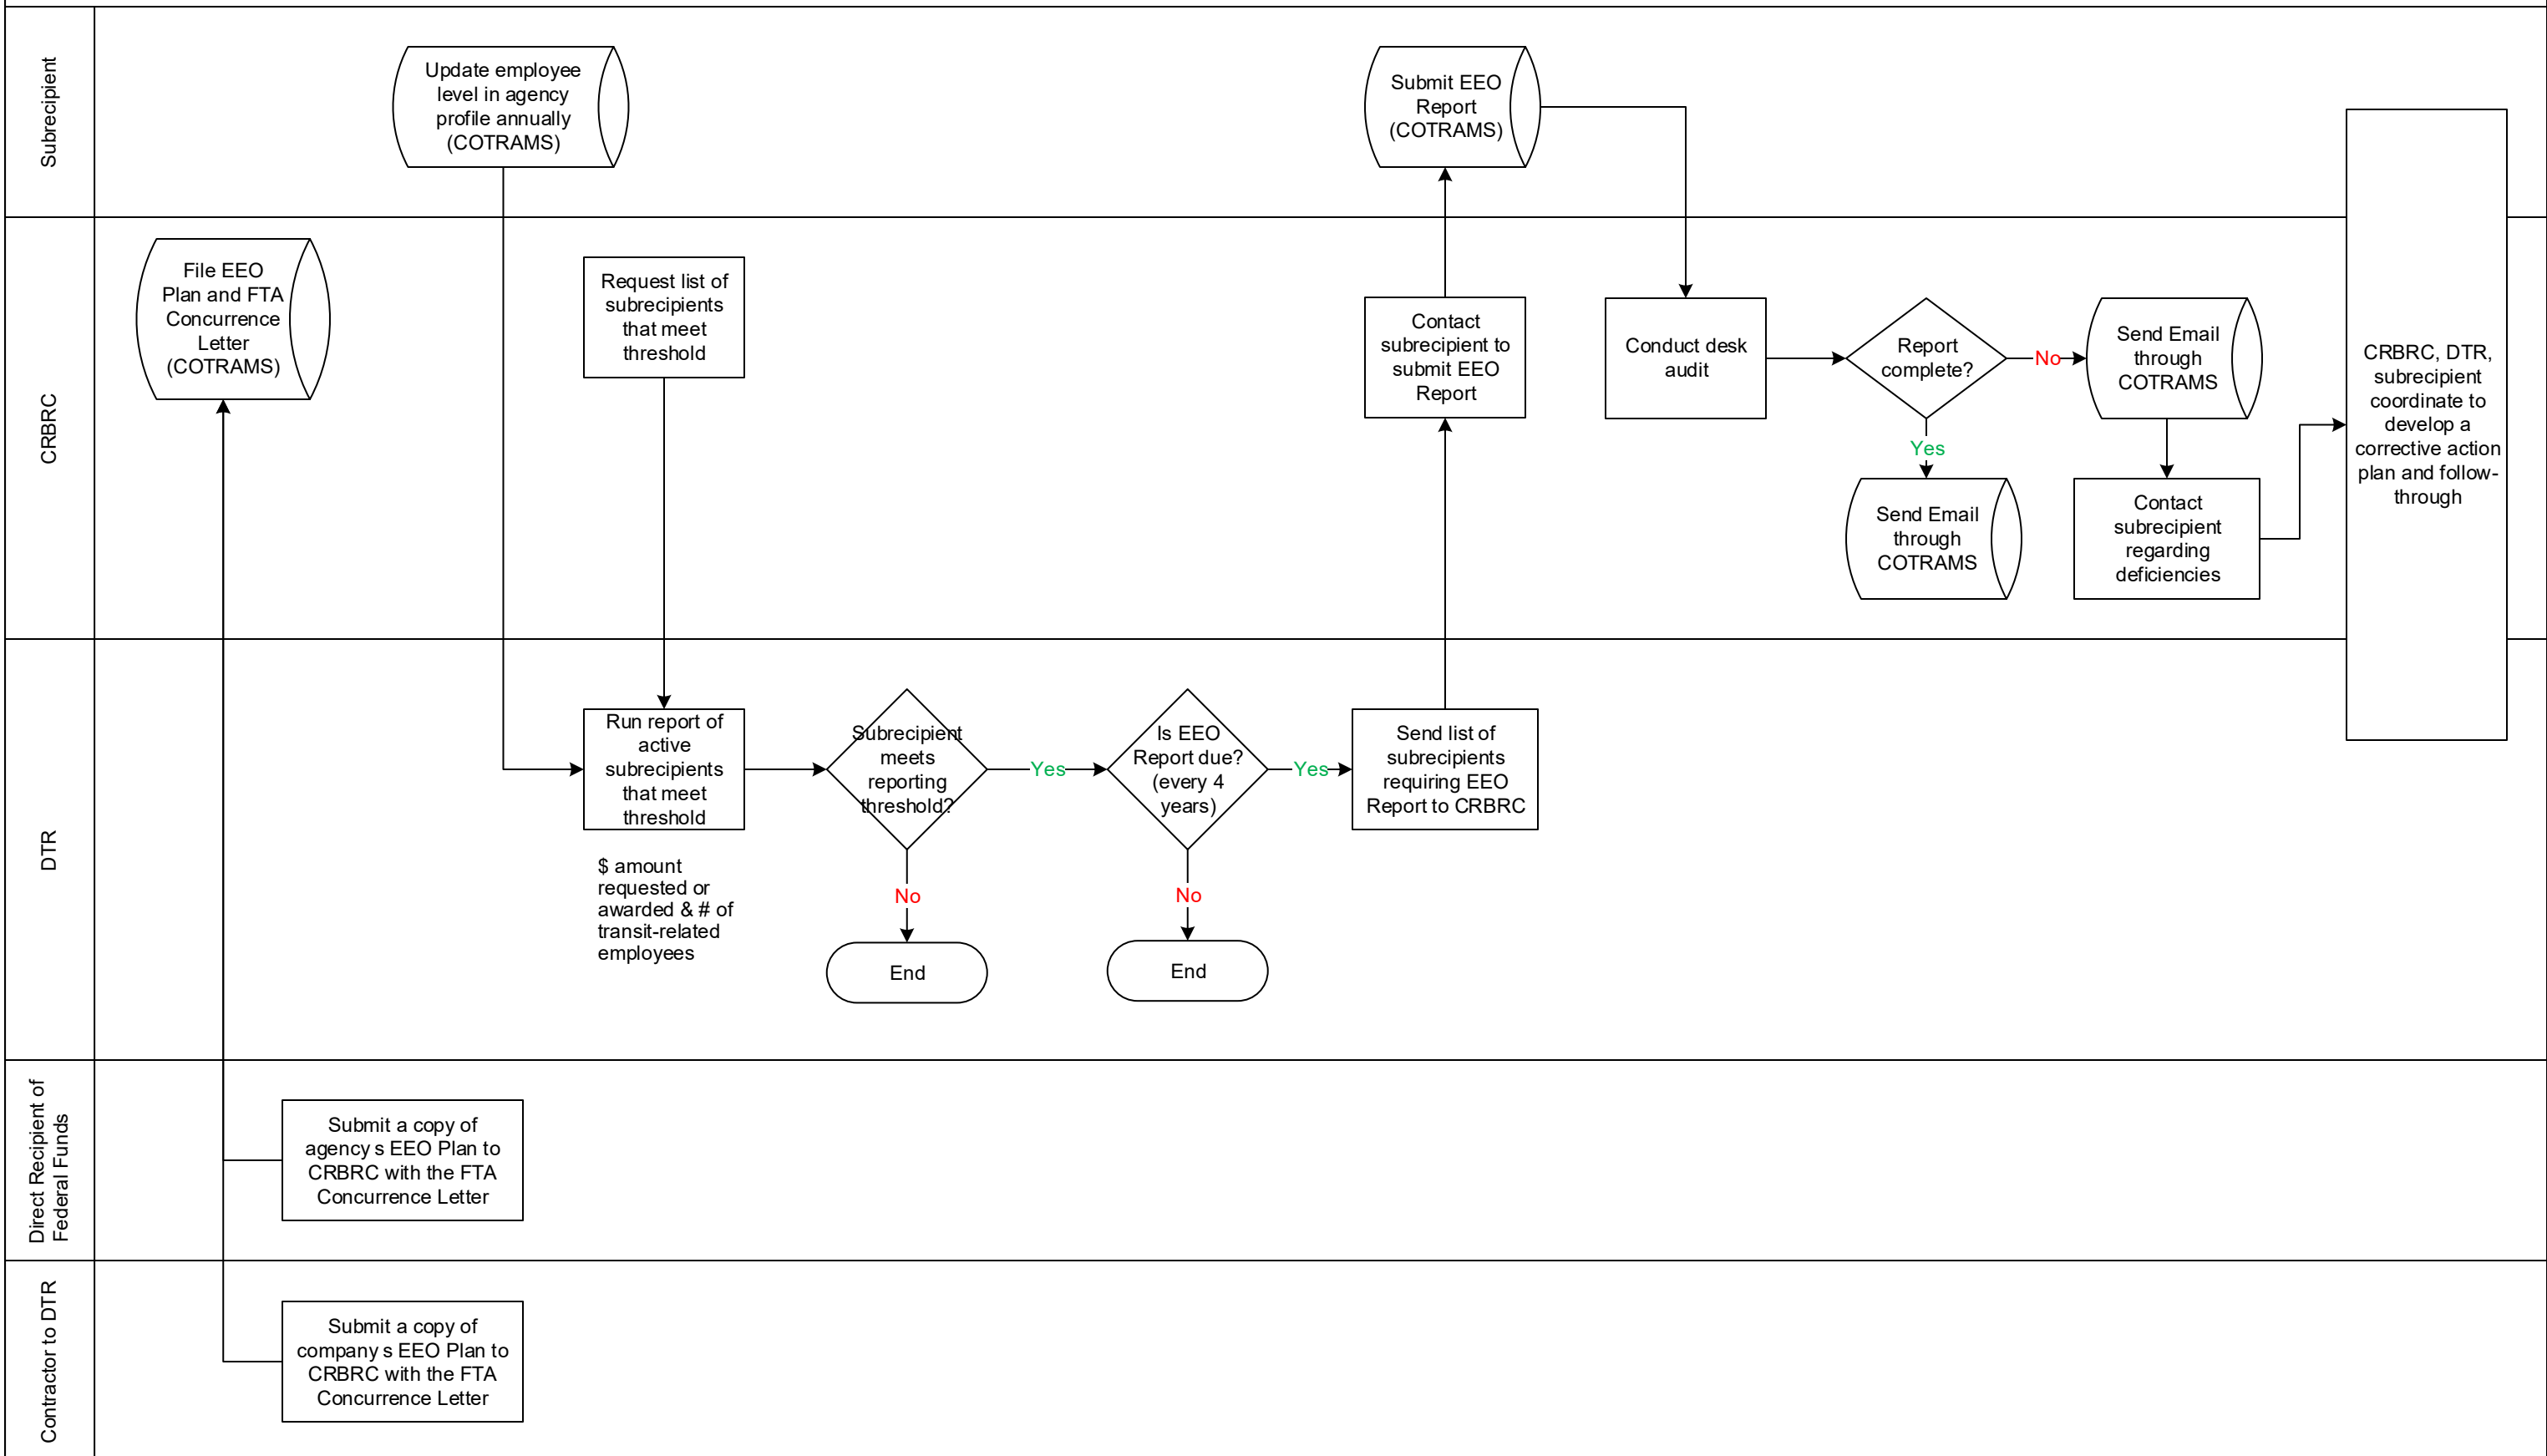 Subrecipient
Update employee
level in agency
profile annually
(COTRAMS)
Submit EEO
Report
(COTRAMS)
CRBRC
File EEO
Plan and FTA
Concurrence
Letter
(COTRAMS)
Request list of
subrecipients
that meet
threshold
Contact
subrecipient to
submit EEO
Report
Conduct desk
audit
Report
complete?
No
Yes
Send Email
through
COTRAMS
Send Email
through
COTRAMS
Contact
subrecipient
regarding
deficiencies
CRBRC, DTR,
subrecipient
coordinate to
develop a
corrective action
plan and follow-
through
DTR
Run report of
active
subrecipients
that meet
threshold
$ amount
requested or
awarded & # of
transit-related
employees
Subrecipient
meets
reporting
threshold?
Yes
No
End
Is EEO
Report due?
(every 4
years)
Yes
No
End
Send list of
subrecipients
requiring EEO
Report to CRBRC
Direct Recipient of
Federal Funds
Submit a copy of
agency s EEO Plan to
CRBRC with the FTA
Concurrence Letter
Contractor to DTR
Submit a copy of
company s EEO Plan to
CRBRC with the FTA
Concurrence Letter